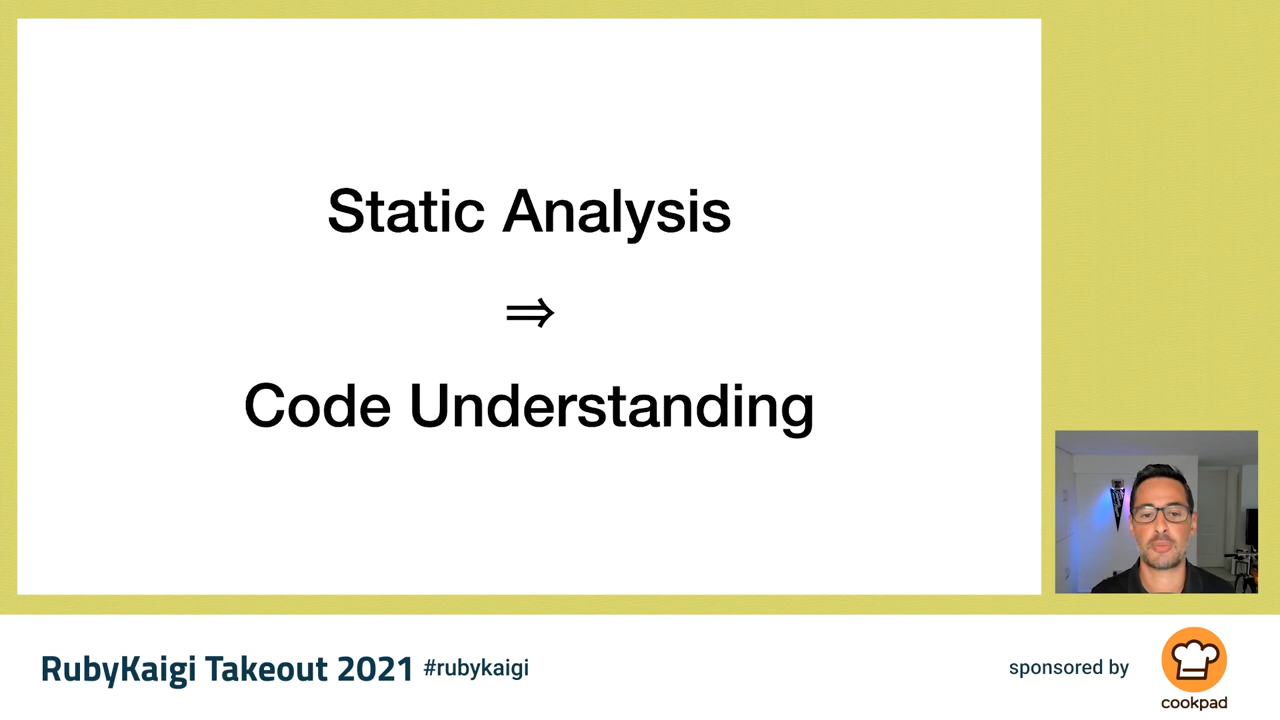 Static Analysis
⇒
Code Understanding
RubyKaigi Takeout 2021 #rubykaigi
sponsored by
cookpad